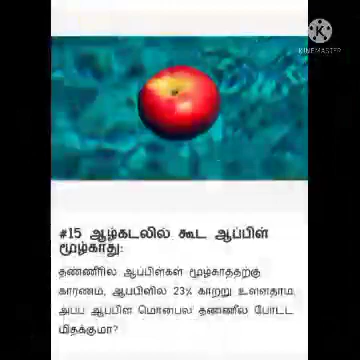 KINEMASTER
#15 ஆழ்கடலில் கூட ஆப்பிள்
மூழ்காது:
தண்ணீரில ஆப்பிள்கள் மூழ்காததற்கு
காரணம், ஆப்பிளில 23% காற்று உள்ளதாம்,
அப்ப ஆப்பிள் மொபைல தண்ணீல போட்ட
மிதக்குமா?